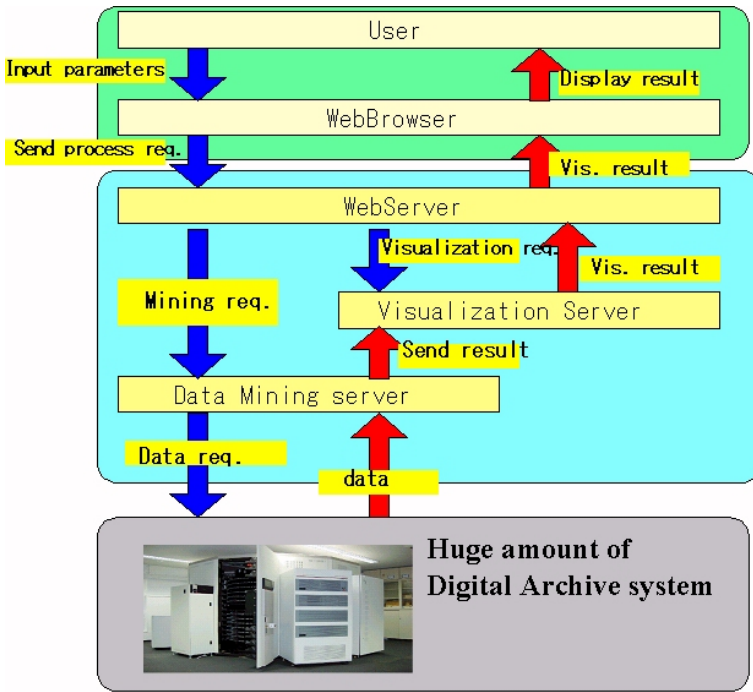 User
Input parameters
Display result
WebBrowser
Send process req.
Vis. result
WebServer
Visualization req.
Vis. result
Mining req.
Visualization Server
Send result
Data Mining server
Data req.
data
Huge amount of
Digital Archive system